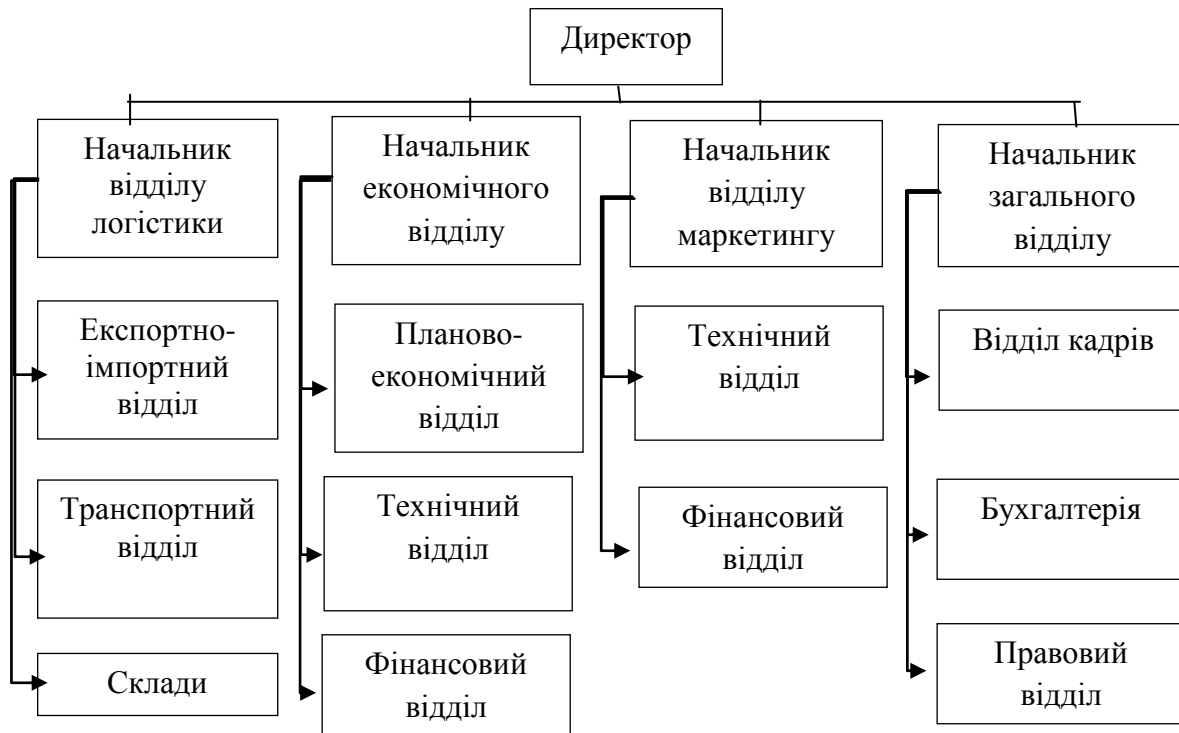 Директор
Начальник
відділу
логістики
Начальник
економічного
відділу
Начальник
відділу
маркетингу
Начальник
загального
відділу
Експортно-
імпортний
відділ
Планово-
економічний
відділ
Технічний
відділ
Відділ кадрів
Транспортний
відділ
Технічний
відділ
Фінансовий
відділ
Бухгалтерія
Склади
Фінансовий
відділ
Правовий
відділ